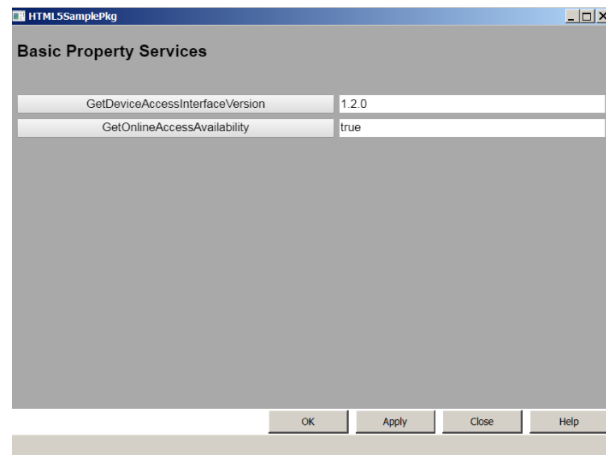 HTML5SamplePkg
Basic Property Services
GetDeviceAccessInterfaceVersion 1.2.0
GetOnlineAccessAvailability true
OK Apply Close Help